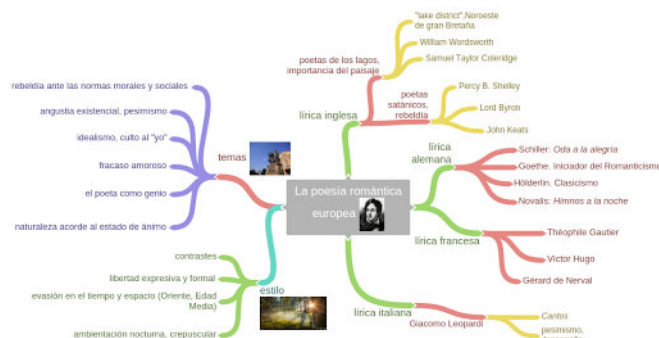 La poesía romántica
europea
temas
rebeldía ante las normas morales y sociales
angustia existencial, pesimismo
idealismo, culto al "yo"
fracaso amoroso
el poeta como genio
naturaleza acorde al estado de ánimo
estilo
contrastes
libertad expresiva y formal
evasión en el tiempo y espacio (Oriente, Edad
Media)
ambientación nocturna, crepuscular
lírica inglesa
poetas de los lagos,
importancia del paisaje
"lake district",Noroeste
de gran Bretaña
William Wordsworth
Samuel Taylor Coleridge
poetas
satánicos,
rebeldía
Percy B. Shelley
Lord Byron
John Keats
lírica
alemana
Schiller: Oda a la alegría
Goethe. Iniciador del Romanticismo
Hölderlin. Clasicismo
Novalis: Himnos a la noche
lírica francesa
Théophile Gautier
Víctor Hugo
Gérard de Nerval
lírica italiana
Giacomo Leopardi
Cantos
pesimismo,